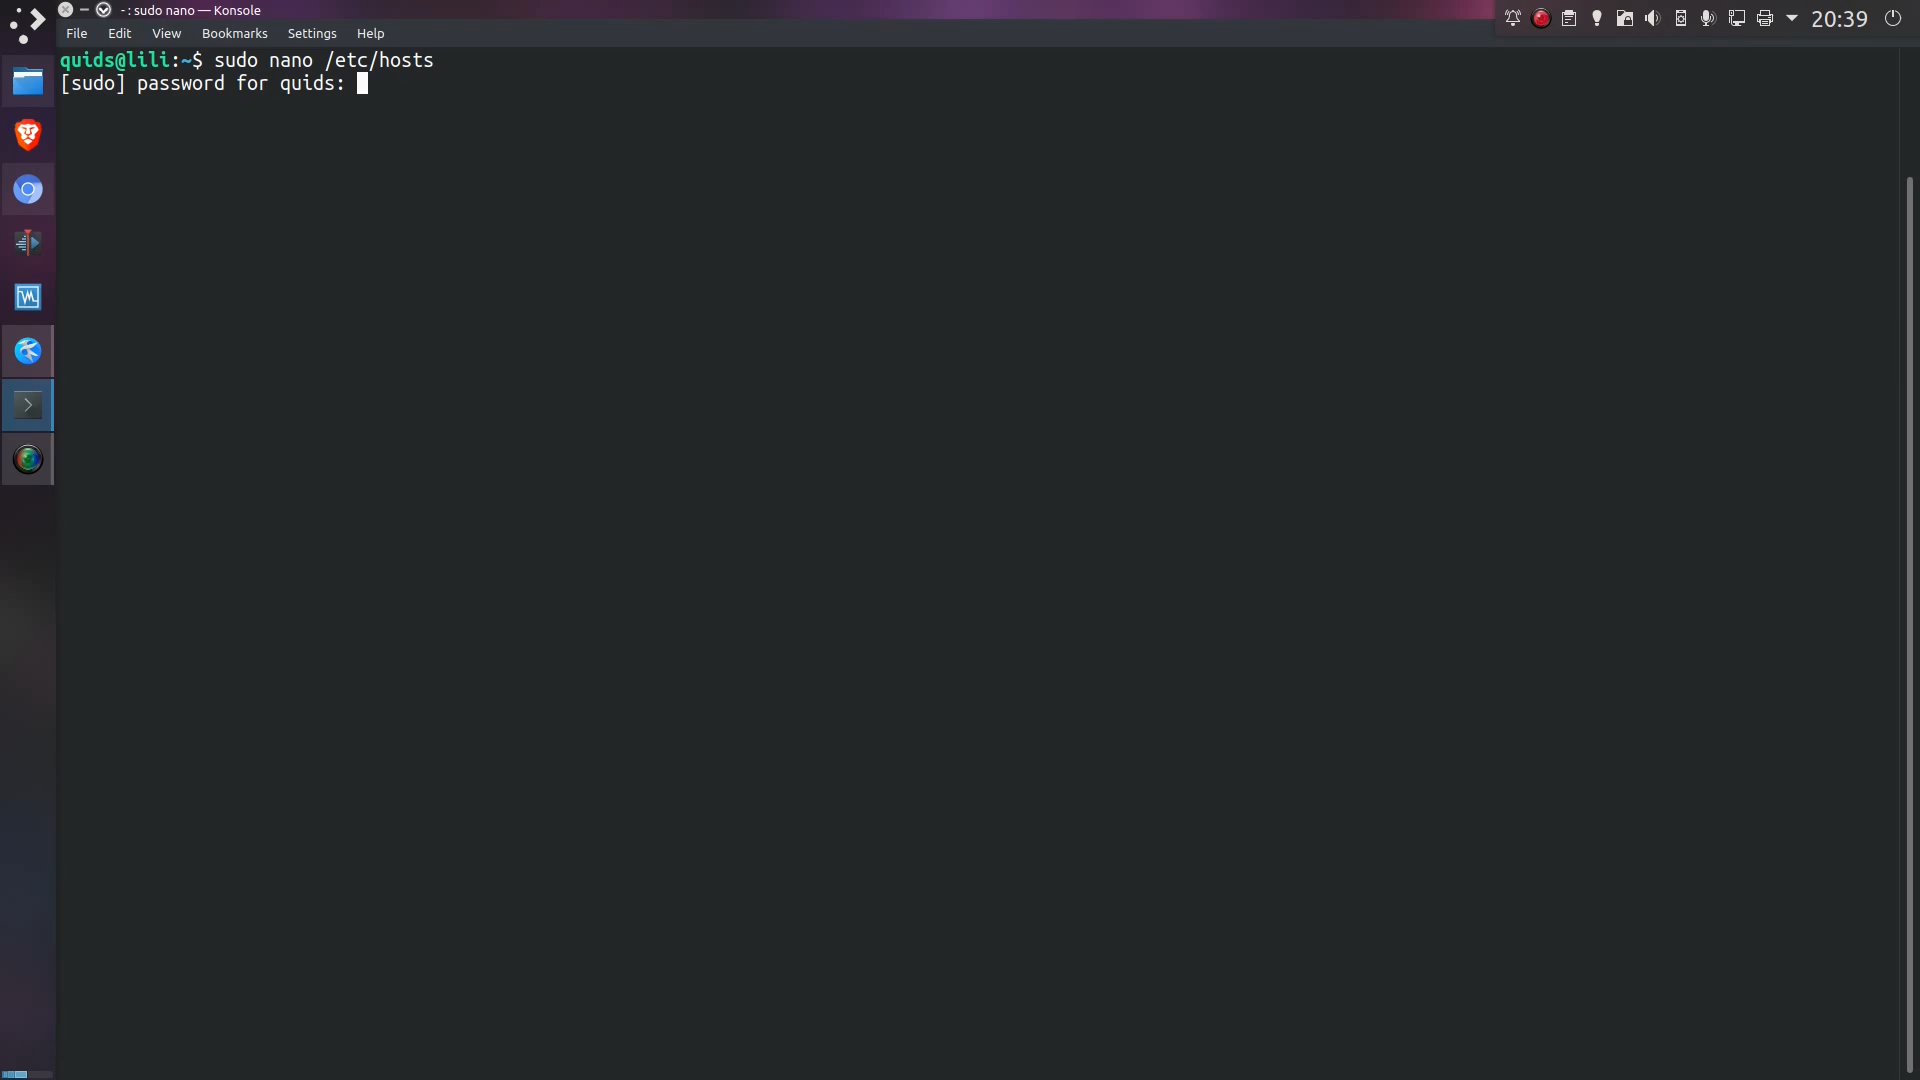 - : sudo nano — Konsole
20:39
File Edit View Bookmarks Settings Help
quids@lili:~$ sudo nano /etc/hosts
[sudo] password for quids: